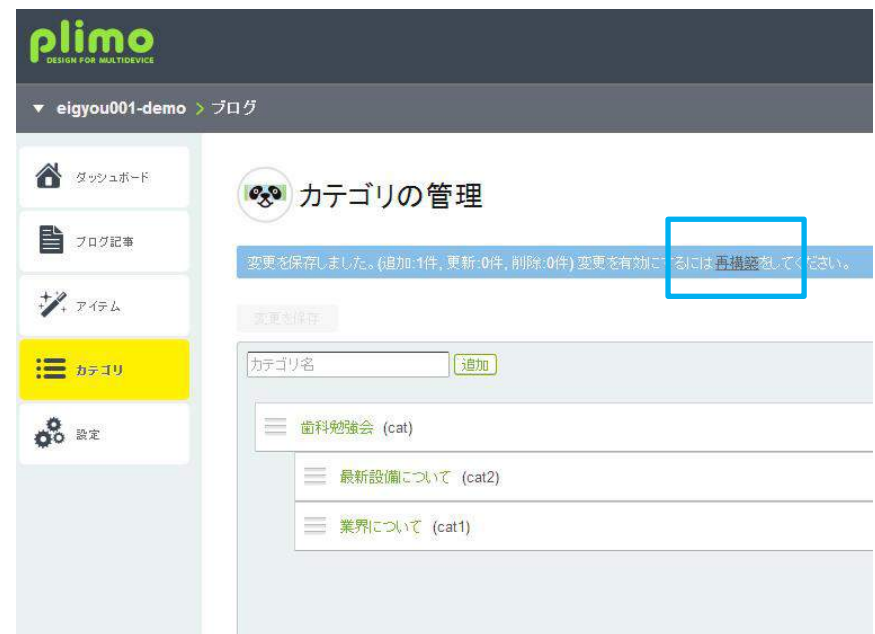 plimo
DESIGN FOR MULTIDEVICE
▼ eigyou001-demo > ブログ
ダッシュボード
ブログ記事
アイテム
カテゴリ
設定
カテゴリの管理
変更を保存しました。(追加:1件, 更新:0件, 削除:0件) 変更を有効にするには再構築をしてください。
変更を保存
カテゴリ名 追加
歯科勉強会 (cat)
最新設備について (cat2)
業界について (cat1)